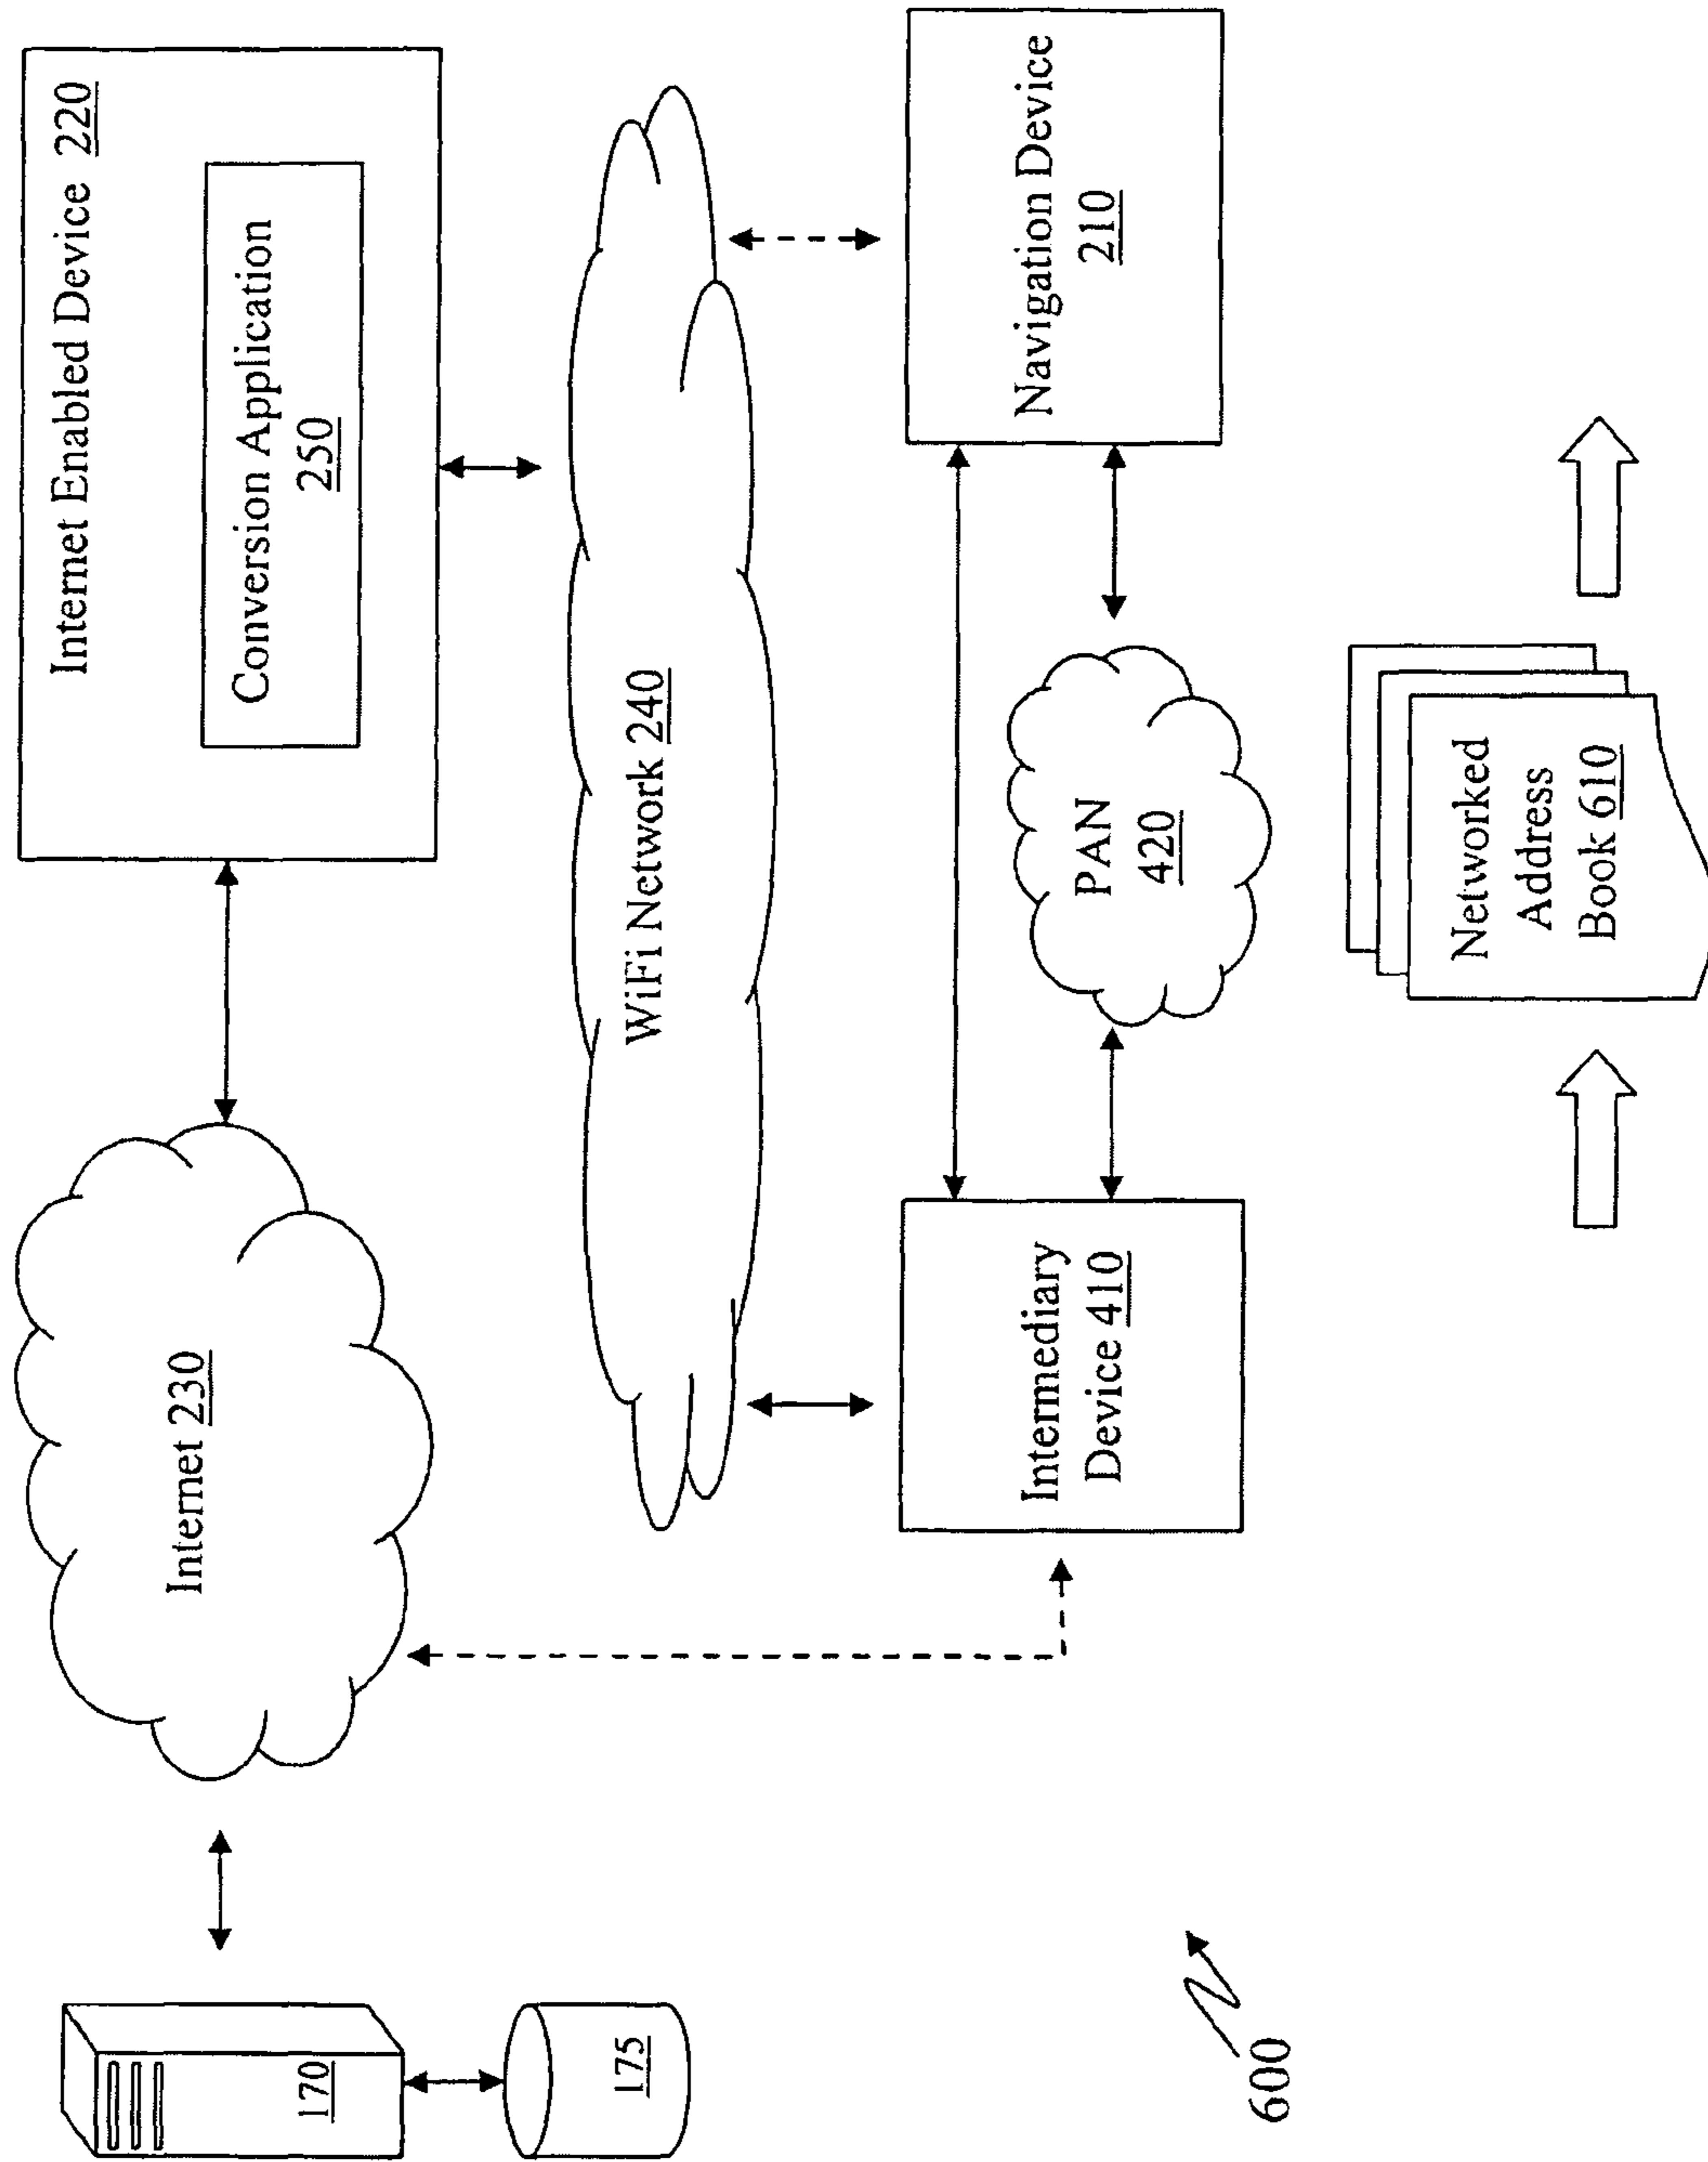 Internet Enabled Device 220
Conversion Application
250
Internet 230
170
175
WiFi Network 240
Navigation Device
210
PAN
420
Intermediary
Device 410
Networked
Address
Book 610
600